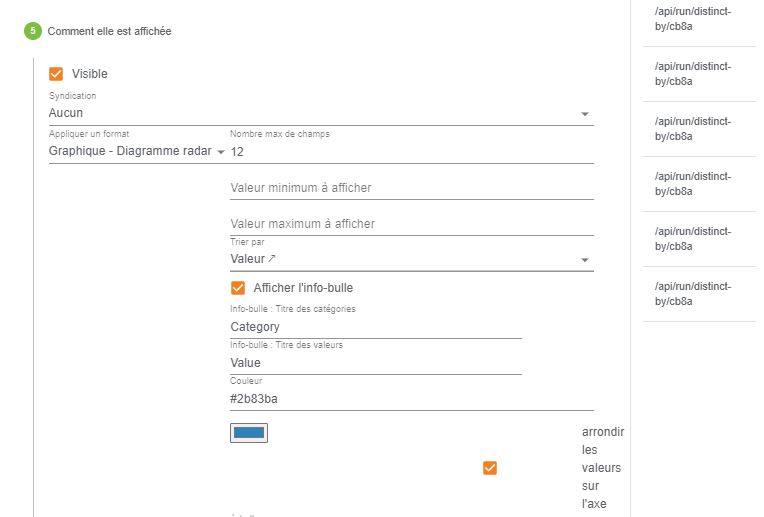 5 Comment elle est affichée
Visible
Syndication
Aucun
Appliquer un format
Nombre max de champs
Graphique - Diagramme radar
12
Valeur minimum à afficher
Valeur maximum à afficher
Trier par
Valeur ↗
Afficher l'info-bulle
Info-bulle : Titre des catégories
Category
Info-bulle : Titre des valeurs
Value
Couleur
#2b83ba
arrondir
les
valeurs
sur
l'axe
/api/run/distinct-
by/cb8a
/api/run/distinct-
by/cb8a
/api/run/distinct-
by/cb8a
/api/run/distinct-
by/cb8a
/api/run/distinct-
by/cb8a
/api/run/distinct-
by/cb8a